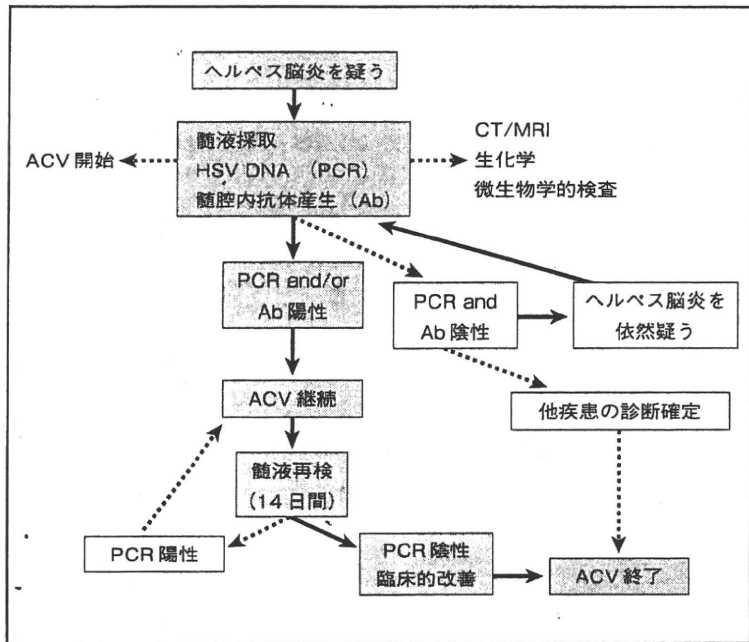 ヘルペス脳炎を疑う
ACV 開始
髄液採取
HSV DNA （PCR）
髄腔内抗体産生（Ab）
CT/MRI
生化学
微生物学的検査
PCR and/or
Ab 陽性
PCR and
Ab 陰性
ヘルペス脳炎を
依然疑う
ACV 継続
他疾患の診断確定
髄液再検
（14 日間）
PCR 陽性
PCR 陰性
臨床的改善
ACV 終了